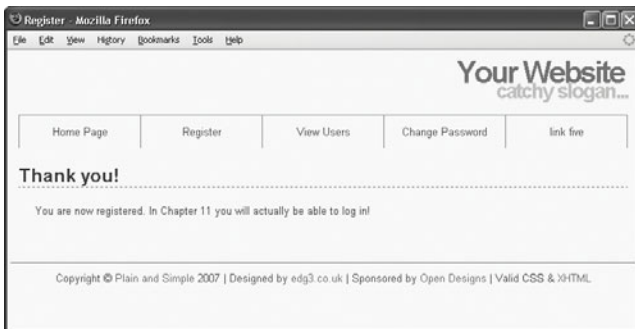 Register - Mozilla Firefox
File Edit View History Bookmarks Tools Help
Your Website
catchy slogan...
Home Page Register View Users Change Password link five
Thank you!
You are now registered. In Chapter 11 you will actually be able to log in!
Copyright © Plain and Simple 2007 | Designed by edg3.co.uk | Sponsored by Open Designs | Valid CSS & XHTML